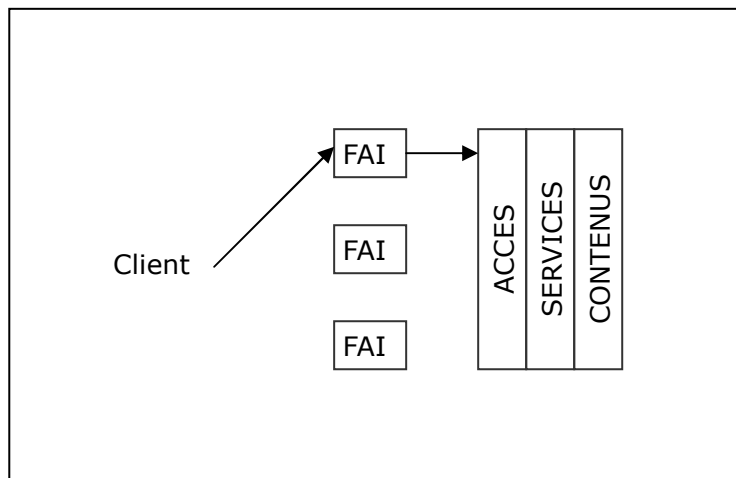 FAI
Client
FAI
FAI
ACCES
SERVICES
CONTENUS